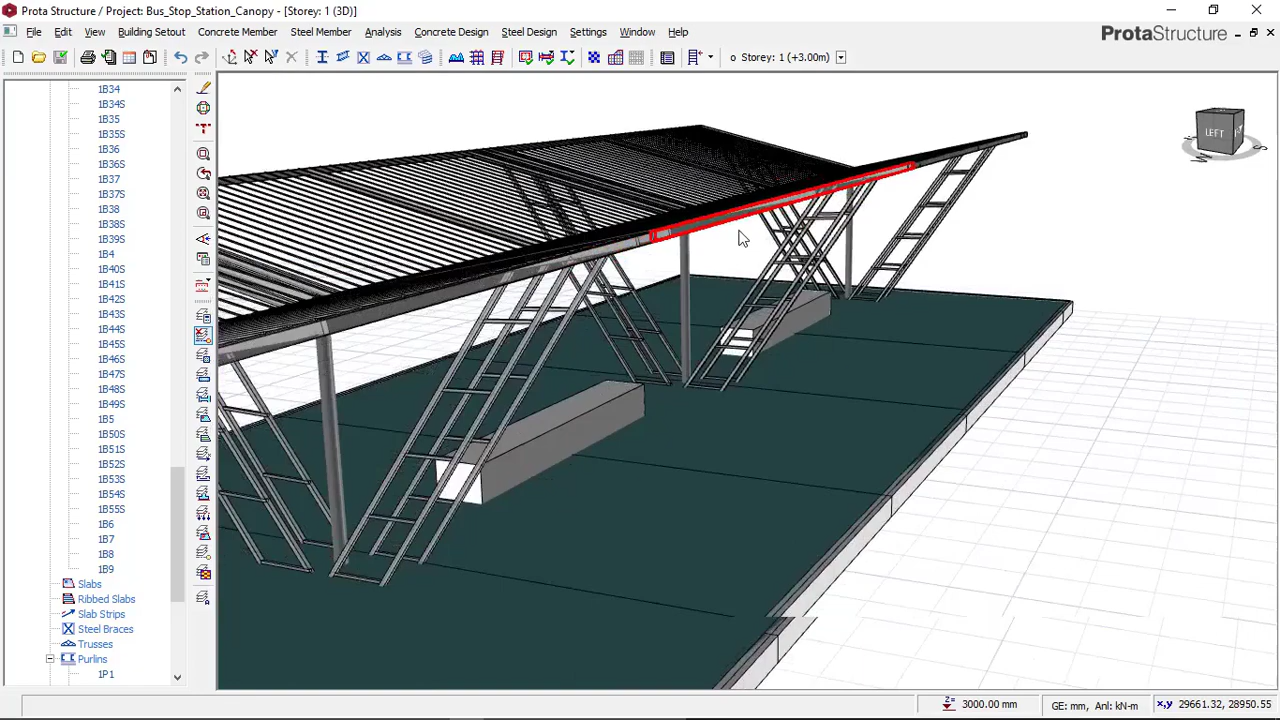 Prota Structure / Project: Bus_Stop_Station_Canopy - [Storey: 1 (3D)]
File Edit View Building Setout Concrete Member Steel Member Analysis Concrete Design Steel Design Settings Window Help
ProtaStructure
o Storey: 1 (+3.00m)
1B34
1B34S
1B35
1B35S
1B36
1B36S
1B37
1B37S
1B38
1B38S
1B39S
1B4
1B40S
1B41S
1B42S
1B43S
1B44S
1B45S
1B46S
1B47S
1B48S
1B49S
1B5
1B50S
1B51S
1B52S
1B53S
1B54S
1B55S
1B6
1B7
1B8
1B9
Slabs
Ribbed Slabs
Slab Strips
Steel Braces
Trusses
Purlins
1P1
LEFT
Z= 3000.00 mm
GE: mm, Anl: kN-m
x,y 29661.32, 28950.55